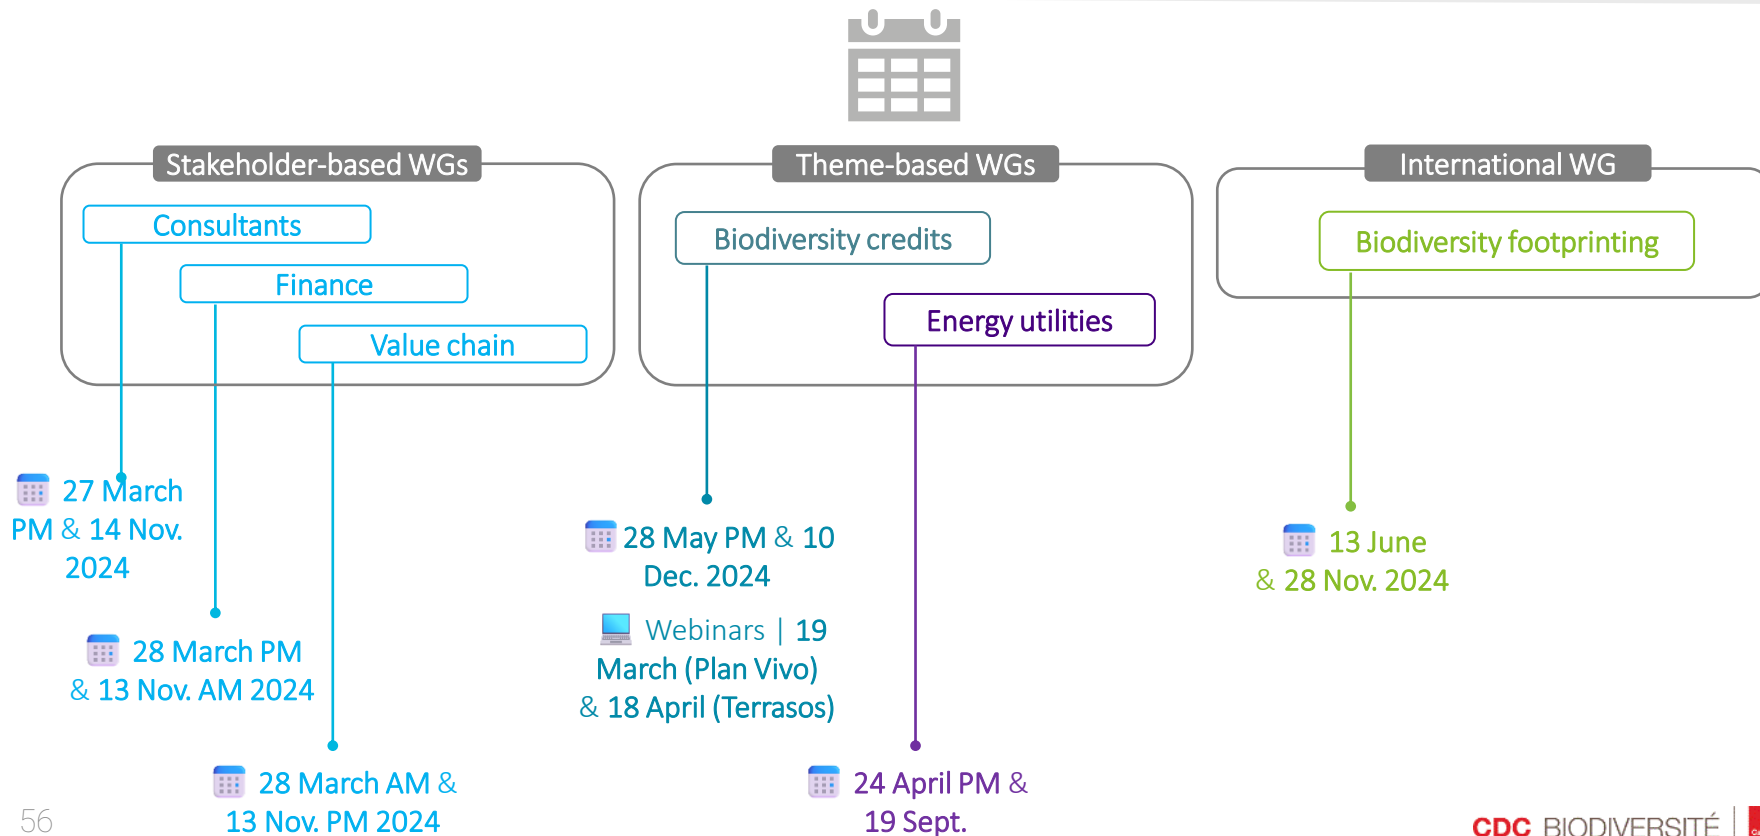 Stakeholder-based WGs
Consultants
Finance
Value chain
27 March
PM & 14 Nov.
2024
28 March PM
& 13 Nov. AM 2024
28 March AM &
13 Nov. PM 2024
Theme-based WGs
Biodiversity credits
Energy utilities
28 May PM & 10
Dec. 2024
Webinars | 19
March (Plan Vivo)
& 18 April (Terrasos)
24 April PM &
19 Sept.
International WG
Biodiversity footprinting
13 June
& 28 Nov. 2024
56
CDC BIODIVERSITÉ